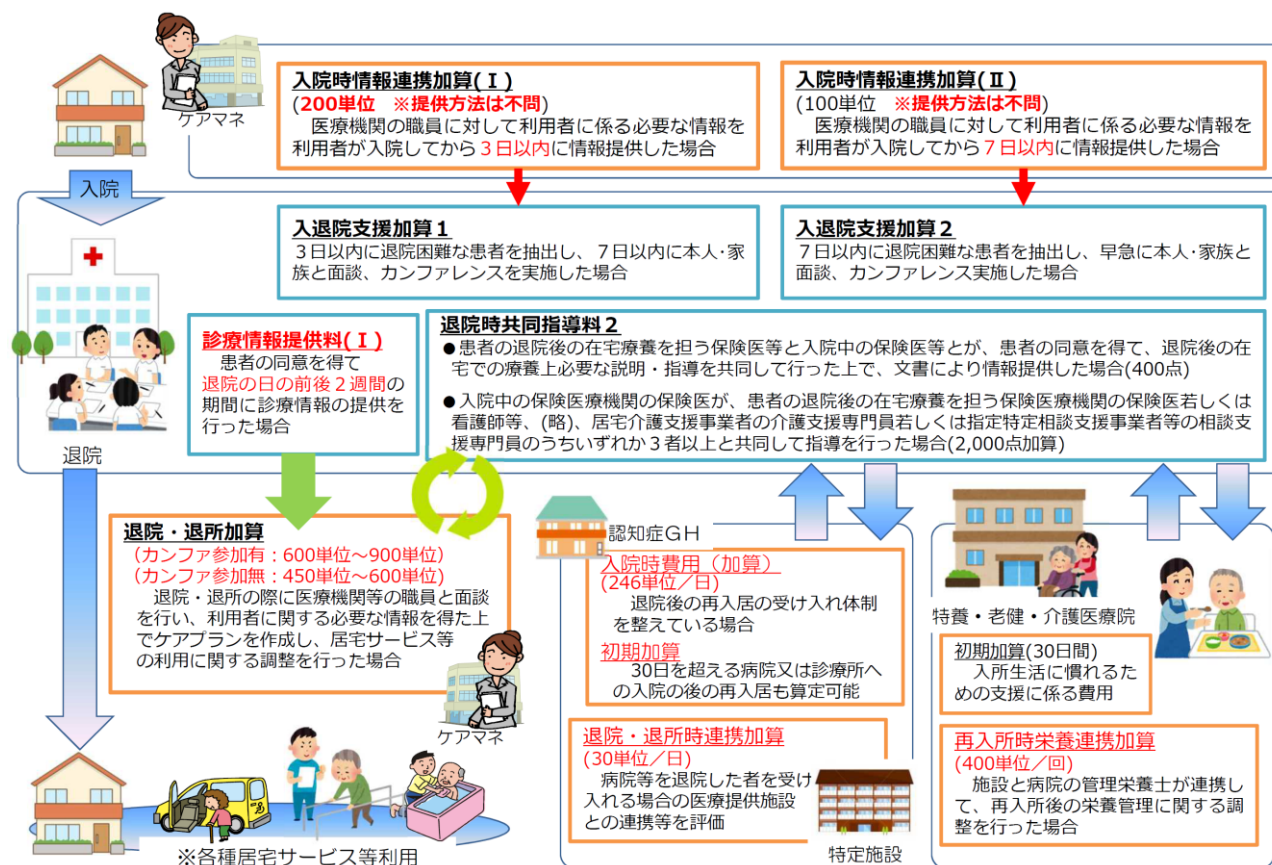 ケアマネ
入院時情報連携加算(Ⅰ)
(200単位　※提供方法は不問)
医療機関の職員に対して利用者に係る必要な情報を
利用者が入院してから３日以内に情報提供した場合
入院時情報連携加算(Ⅱ)
(100単位　※提供方法は不問)
医療機関の職員に対して利用者に係る必要な情報を
利用者が入院してから７日以内に情報提供した場合
入院
入退院支援加算１
３日以内に退院困難な患者を抽出し、７日以内に本人･家
族と面談、カンファレンスを実施した場合
入退院支援加算２
７日以内に退院困難な患者を抽出し、早急に本人･家族と
面談、カンファレンス実施した場合
診療情報提供料(Ⅰ)
患者の同意を得て
退院の日の前後２週間の
期間に診療情報の提供を
行った場合
退院時共同指導料２
●患者の退院後の在宅療養を担う保険医等と入院中の保険医等とが、患者の同意を得て、退院後の在
宅での療養上必要な説明・指導を共同して行った上で、文書により情報提供した場合(400点)
●入院中の保険医療機関の保険医が、患者の退院後の在宅療養を担う保険医療機関の保険医若しくは
看護師等、(略)、居宅介護支援事業者の介護支援専門員若しくは指定特定相談支援事業者等の相談支
援専門員のうちいずれか３者以上と共同して指導を行った場合(2,000点加算)
退院
退院・退所加算
（カンファ参加有：600単位～900単位）
（カンファ参加無：450単位～600単位）
退院・退所の際に医療機関等の職員と面談
を行い、利用者に関する必要な情報を得た上
でケアプランを作成し、居宅サービス等
の利用に関する調整を行った場合
ケアマネ
※各種居宅サービス等利用
認知症ＧＨ
入院時費用（加算）
(246単位／日)
退院後の再入居の受け入れ体制
を整えている場合
初期加算
30日を超える病院又は診療所へ
の入院の後の再入居も算定可能
退院・退所時連携加算
(30単位／日)
病院等を退院した者を受け
入れる場合の医療提供施設
との連携等を評価
特定施設
特養・老健・介護医療院
初期加算(30日間)
入所生活に慣れるた
めの支援に係る費用
再入所時栄養連携加算
(400単位／回)
施設と病院の管理栄養士が連携し
て、再入所後の栄養管理に関する調
整を行った場合